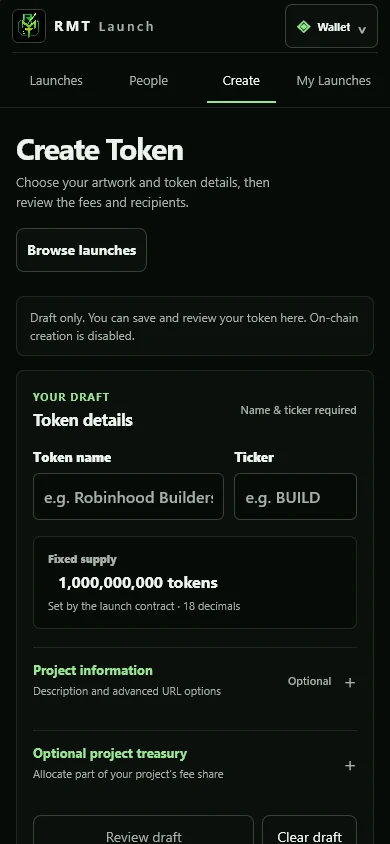 RMT Launch
Wallet
Launches
People
Create
My Launches
Create Token
Choose your artwork and token details, then
review the fees and recipients.
Browse launches
Draft only. You can save and review your token here. On-chain
creation is disabled.
YOUR DRAFT
Token details
Name & ticker required
Token name
Ticker
e.g. Robinhood Builders
e.g. BUILD
Fixed supply
1,000,000,000 tokens
Set by the launch contract · 18 decimals
Project information
Description and advanced URL options
Optional +
Optional project treasury
Allocate part of your project's fee share
+
Review draft
Clear draft